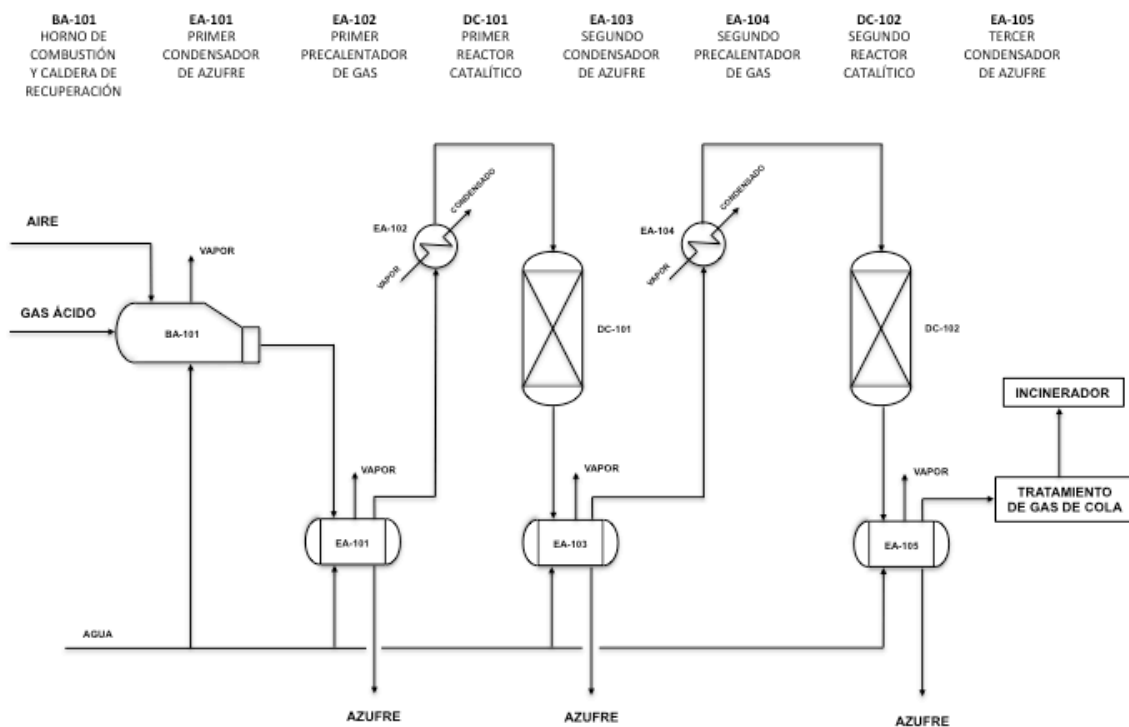 BA-101
HORNO DE
COMBUSTIÓN
Y CALDERA DE
RECUPERACIÓN
EA-101
PRIMER
CONDENSADOR
DE AZUFRE
EA-102
PRIMER
PRECALENTADOR
DE GAS
DC-101
PRIMER
REACTOR
CATALÍTICO
EA-103
SEGUNDO
CONDENSADOR
DE AZUFRE
EA-104
SEGUNDO
PRECALENTADOR
DE GAS
DC-102
SEGUNDO
REACTOR
CATALÍTICO
EA-105
TERCER
CONDENSADOR
DE AZUFRE
CONDENSADO
CONDENSADO
EA-102
EA-104
AIRE
VAPOR
VAPOR
VAPOR
GAS ÁCIDO
BA-101
DC-101
DC-102
INCINERADOR
VAPOR
VAPOR
VAPOR
TRATAMIENTO
DE GAS DE COLA
EA-101
EA-103
EA-105
AGUA
AZUFRE
AZUFRE
AZUFRE